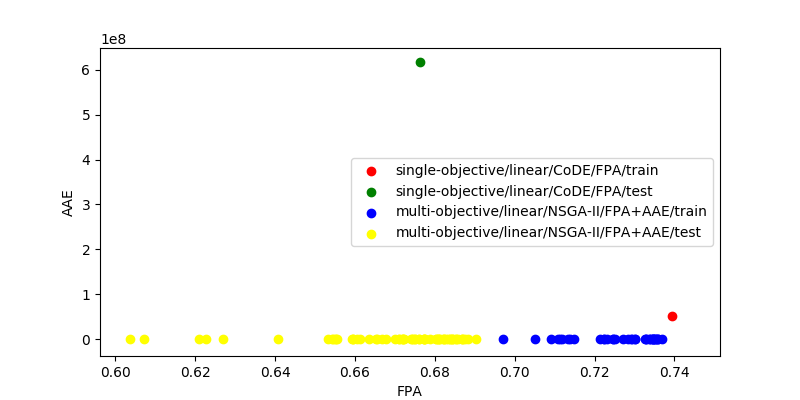 1e8
6
5
4
3
2
1
0
AAE
single-objective/linear/CoDE/FPA/train
single-objective/linear/CoDE/FPA/test
multi-objective/linear/NSGA-II/FPA+AAE/train
multi-objective/linear/NSGA-II/FPA+AAE/test
0.60 0.62 0.64 0.66 0.68 0.70 0.72 0.74
FPA